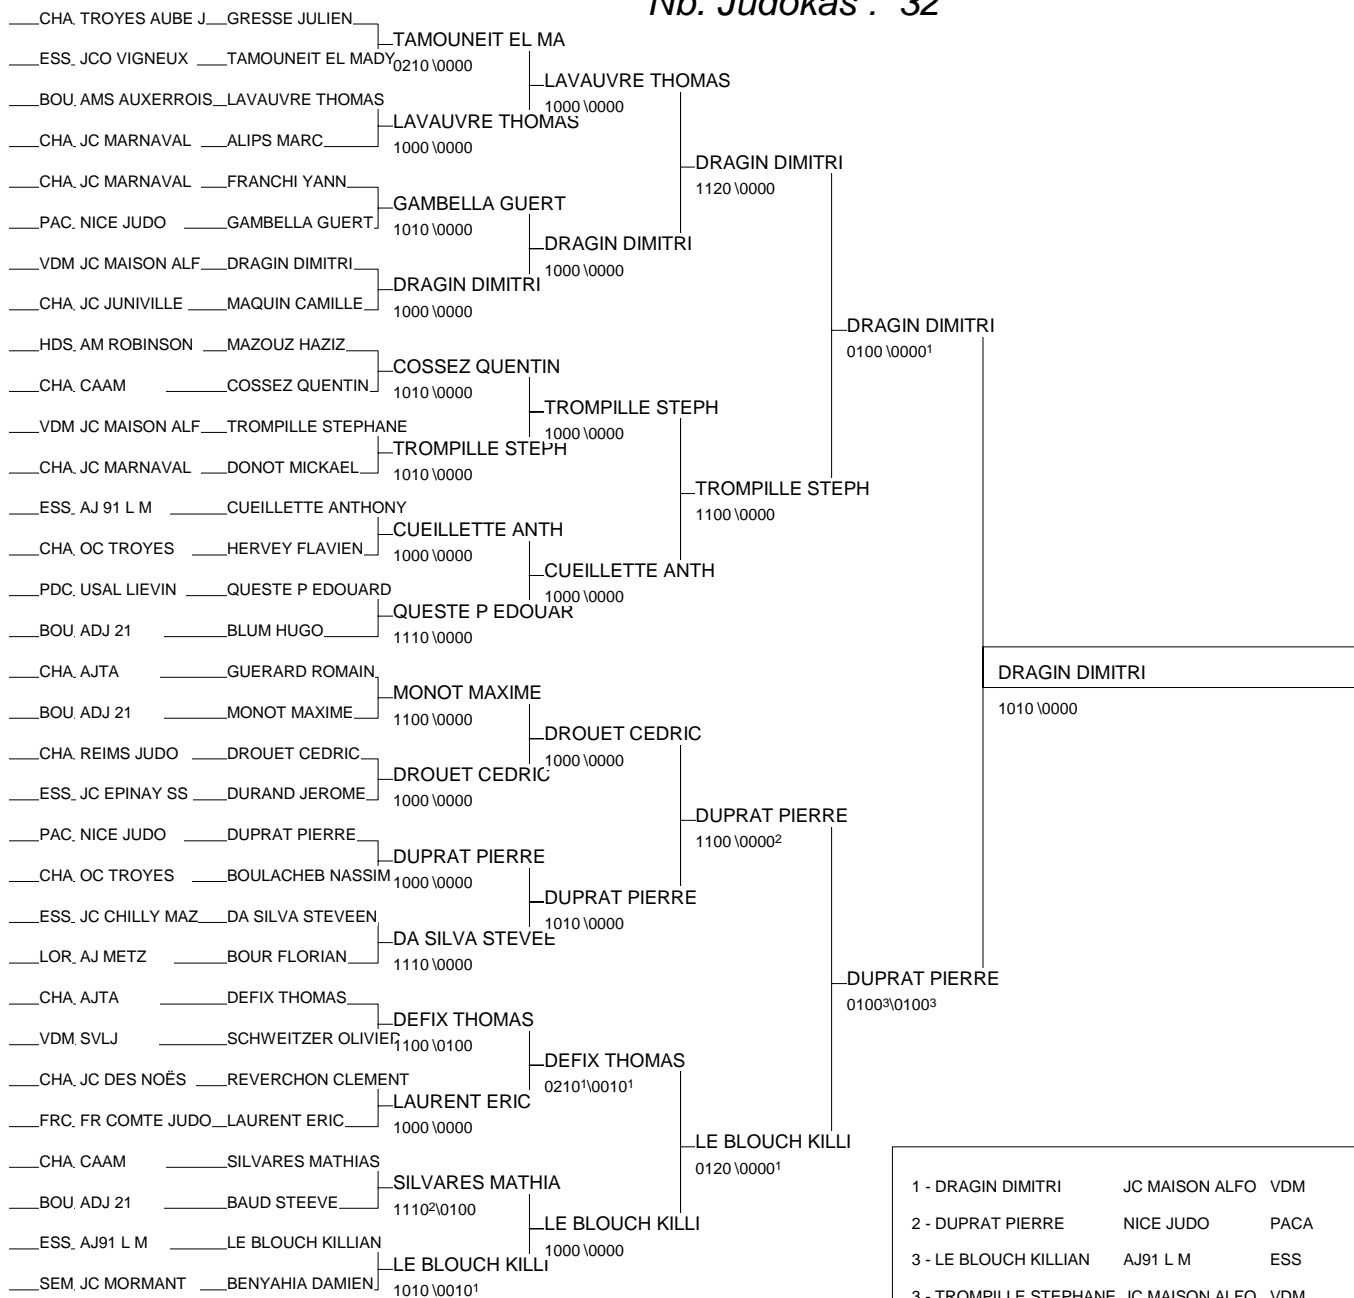 Nb. Judokas : 32
CHA TROYES AUBE J GRESSE JULIEN
TAMOUNEIT EL MA
ESS JCO VIGNEUX TAMOUNEIT EL MADY
0210 \0000
LAVAUVRE THOMAS
BOU AMS AUXERROIS LAVAUVRE THOMAS
1000 \0000
LAVAUVRE THOMAS
CHA JC MARNAVAL ALIPS MARC
1000 \0000
DRAGIN DIMITRI
1120 \0000
CHA JC MARNAVAL FRANCHI YANN
GAMBELLA GUERT
PAC NICE JUDO GAMBELLA GUERT
1010 \0000
DRAGIN DIMITRI
VDM JC MAISON ALF DRAGIN DIMITRI
1000 \0000
DRAGIN DIMITRI
CHA JC JUNIVILLE MAQUIN CAMILLE
1000 \0000
DRAGIN DIMITRI
0100 \0000¹
HDS AM ROBINSON MAZOUZ HAZIZ
COSSEZ QUENTIN
CHA CAAM COSSEZ QUENTIN
1010 \0000
TROMPILLE STEPH
VDM JC MAISON ALF TROMPILLE STEPHANE
1000 \0000
TROMPILLE STEPH
CHA JC MARNAVAL DONOT MICKAEL
1010 \0000
TROMPILLE STEPH
1100 \0000
ESS AJ 91 L M CUEILLETTE ANTHONY
CUEILLETTE ANTH
CHA OC TROYES HERVEY FLAVIEN
1000 \0000
CUEILLETTE ANTH
PDC USAL LIEVIN QUESTE P EDOUARD
1000 \0000
QUESTE P EDOUAR
BOU ADJ 21 BLUM HUGO
1110 \0000
DRAGIN DIMITRI
1010 \0000
CHA AJTA GUERARD ROMAIN
MONOT MAXIME
BOU ADJ 21 MONOT MAXIME
1100 \0000
DROUET CEDRIC
CHA REIMS JUDO DROUET CEDRIC
1000 \0000
DROUET CEDRIC
ESS JC EPINAY SS DURAND JEROME
1000 \0000
DUPRAT PIERRE
1100 \0000²
PAC NICE JUDO DUPRAT PIERRE
DUPRAT PIERRE
CHA OC TROYES BOULACHEB NASSIM
1000 \0000
DUPRAT PIERRE
ESS JC CHILLY MAZ DA SILVA STEVEEN
1010 \0000
DA SILVA STEVEE
LOR AJ METZ BOUR FLORIAN
1110 \0000
DUPRAT PIERRE
0100³\0100³
CHA AJTA DEFIX THOMAS
DEFIX THOMAS
VDM SVLJ SCHWEITZER OLIVIER
1100 \0100
DEFIX THOMAS
CHA JC DES NOËS REVERCHON CLEMENT
0210¹\0010¹
LAURENT ERIC
FRC FR COMTE JUDO LAURENT ERIC
1000 \0000
LE BLOUCH KILLI
0120 \0000¹
CHA CAAM SILVARES MATHIAS
SILVARES MATHIA
BOU ADJ 21 BAUD STEEVE
1110²\0100
LE BLOUCH KILLI
ESS AJ91 L M LE BLOUCH KILLIAN
1000 \0000
LE BLOUCH KILLI
SEM JC MORMANT BENYAHIA DAMIEN
1010 \0010¹
1 - DRAGIN DIMITRI JC MAISON ALFO VDM
2 - DUPRAT PIERRE NICE JUDO PACA
3 - LE BLOUCH KILLIAN AJ91 L M ESS
3 - TROMPILLE STEPHANE JC MAISON ALFO VDM